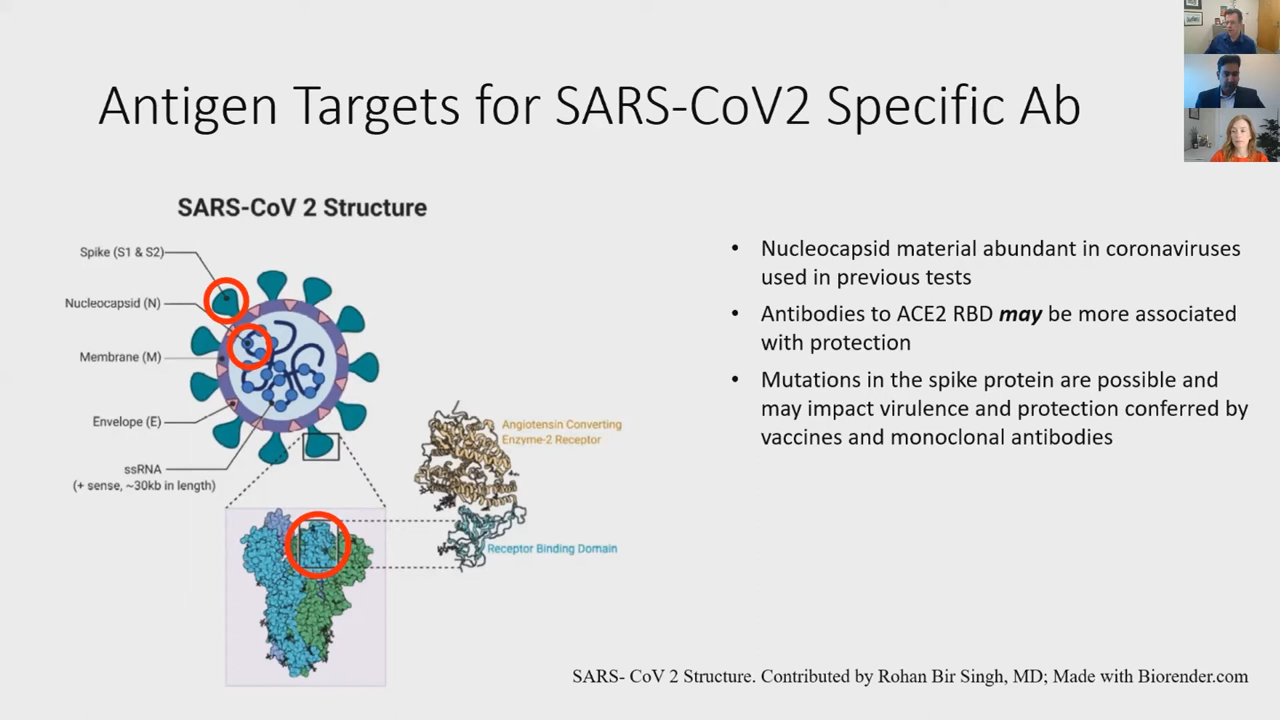 Antigen Targets for SARS-CoV2 Specific Ab
SARS-CoV 2 Structure
Spike (S1 & S2)
Nucleocapsid (N)
Membrane (M)
Envelope (E)
ssRNA
(+ sense, ~30kb in length)
Angiotensin Converting
Enzyme-2 Receptor
Receptor Binding Domain
• Nucleocapsid material abundant in coronaviruses
used in previous tests
• Antibodies to ACE2 RBD may be more associated
with protection
• Mutations in the spike protein are possible and
may impact virulence and protection conferred by
vaccines and monoclonal antibodies
SARS- CoV 2 Structure. Contributed by Rohan Bir Singh, MD; Made with Biorender.com